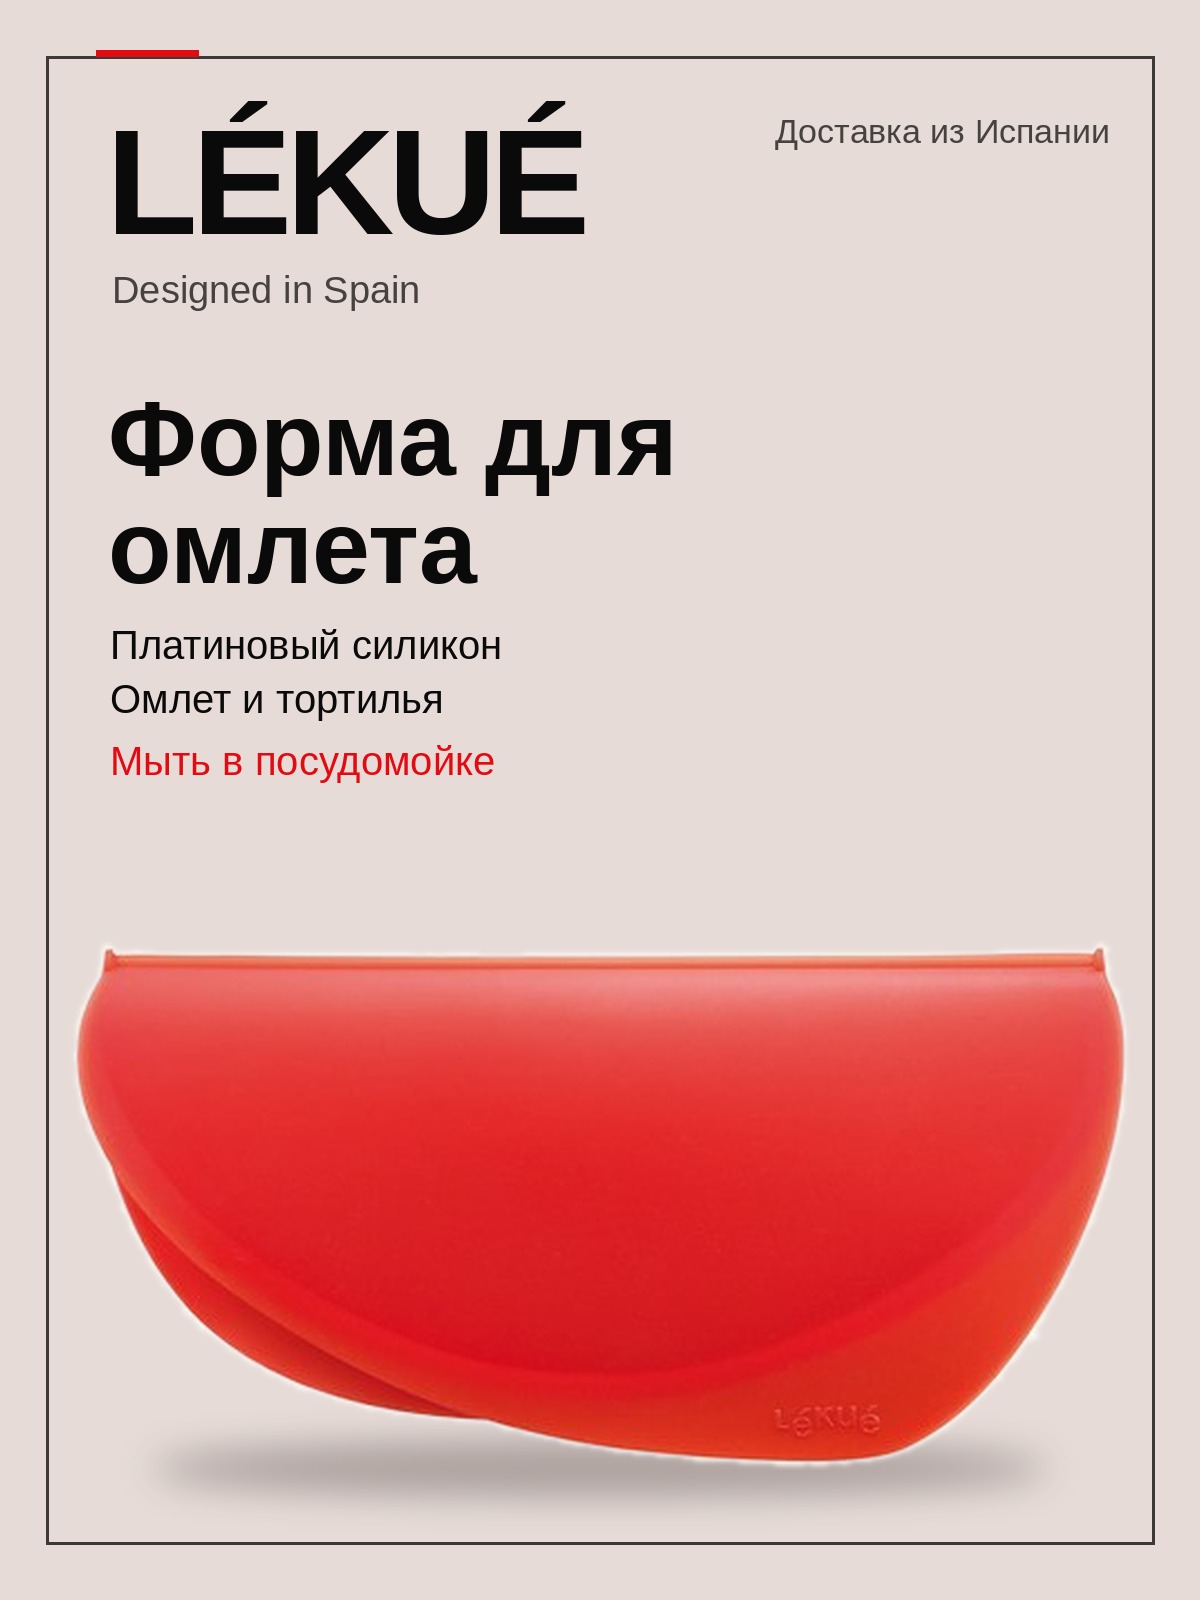 LÉKUÉ
Доставка из Испании
Designed in Spain
Форма для
омлета
Платиновый силикон
Омлет и тортилья
Мыть в посудомойке
Lékué